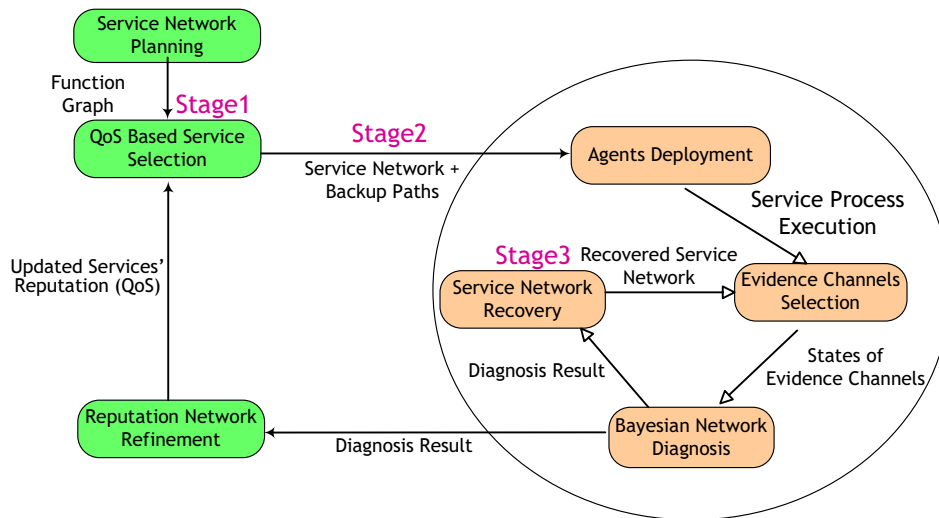 Service Network
Planning
Function
Graph
Stage1
QoS Based Service
Selection
Stage2
Service Network +
Backup Paths
Agents Deployment
Service Process
Execution
Updated Services’
Reputation (QoS)
Stage3
Recovered Service
Network
Service Network
Recovery
Evidence Channels
Selection
Diagnosis Result
States of
Evidence Channels
Reputation Network
Refinement
Diagnosis Result
Bayesian Network
Diagnosis